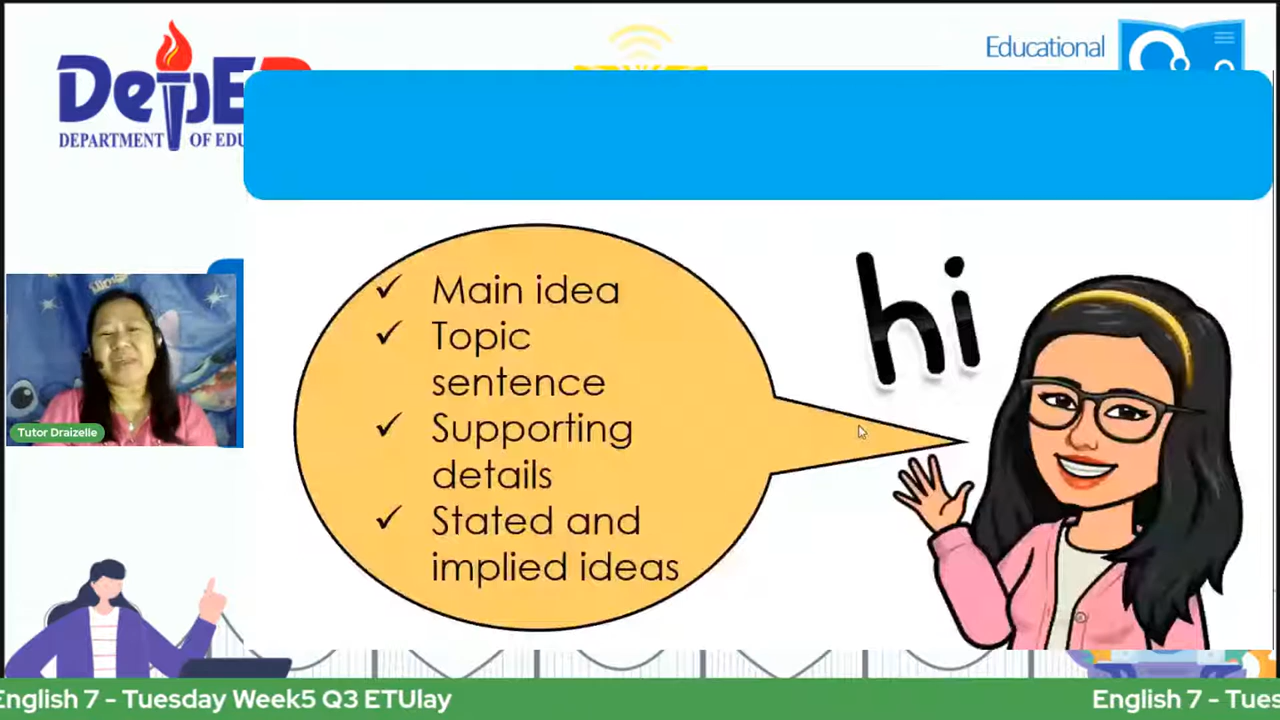 DepE
DEPARTMENT OF EDU
Educational
✓ Main idea
✓ Topic
sentence
✓ Supporting
details
✓ Stated and
implied ideas
hi
Tutor Draizelle
English 7 - Tuesday Week5 Q3 ETUlay
English 7 - Tues